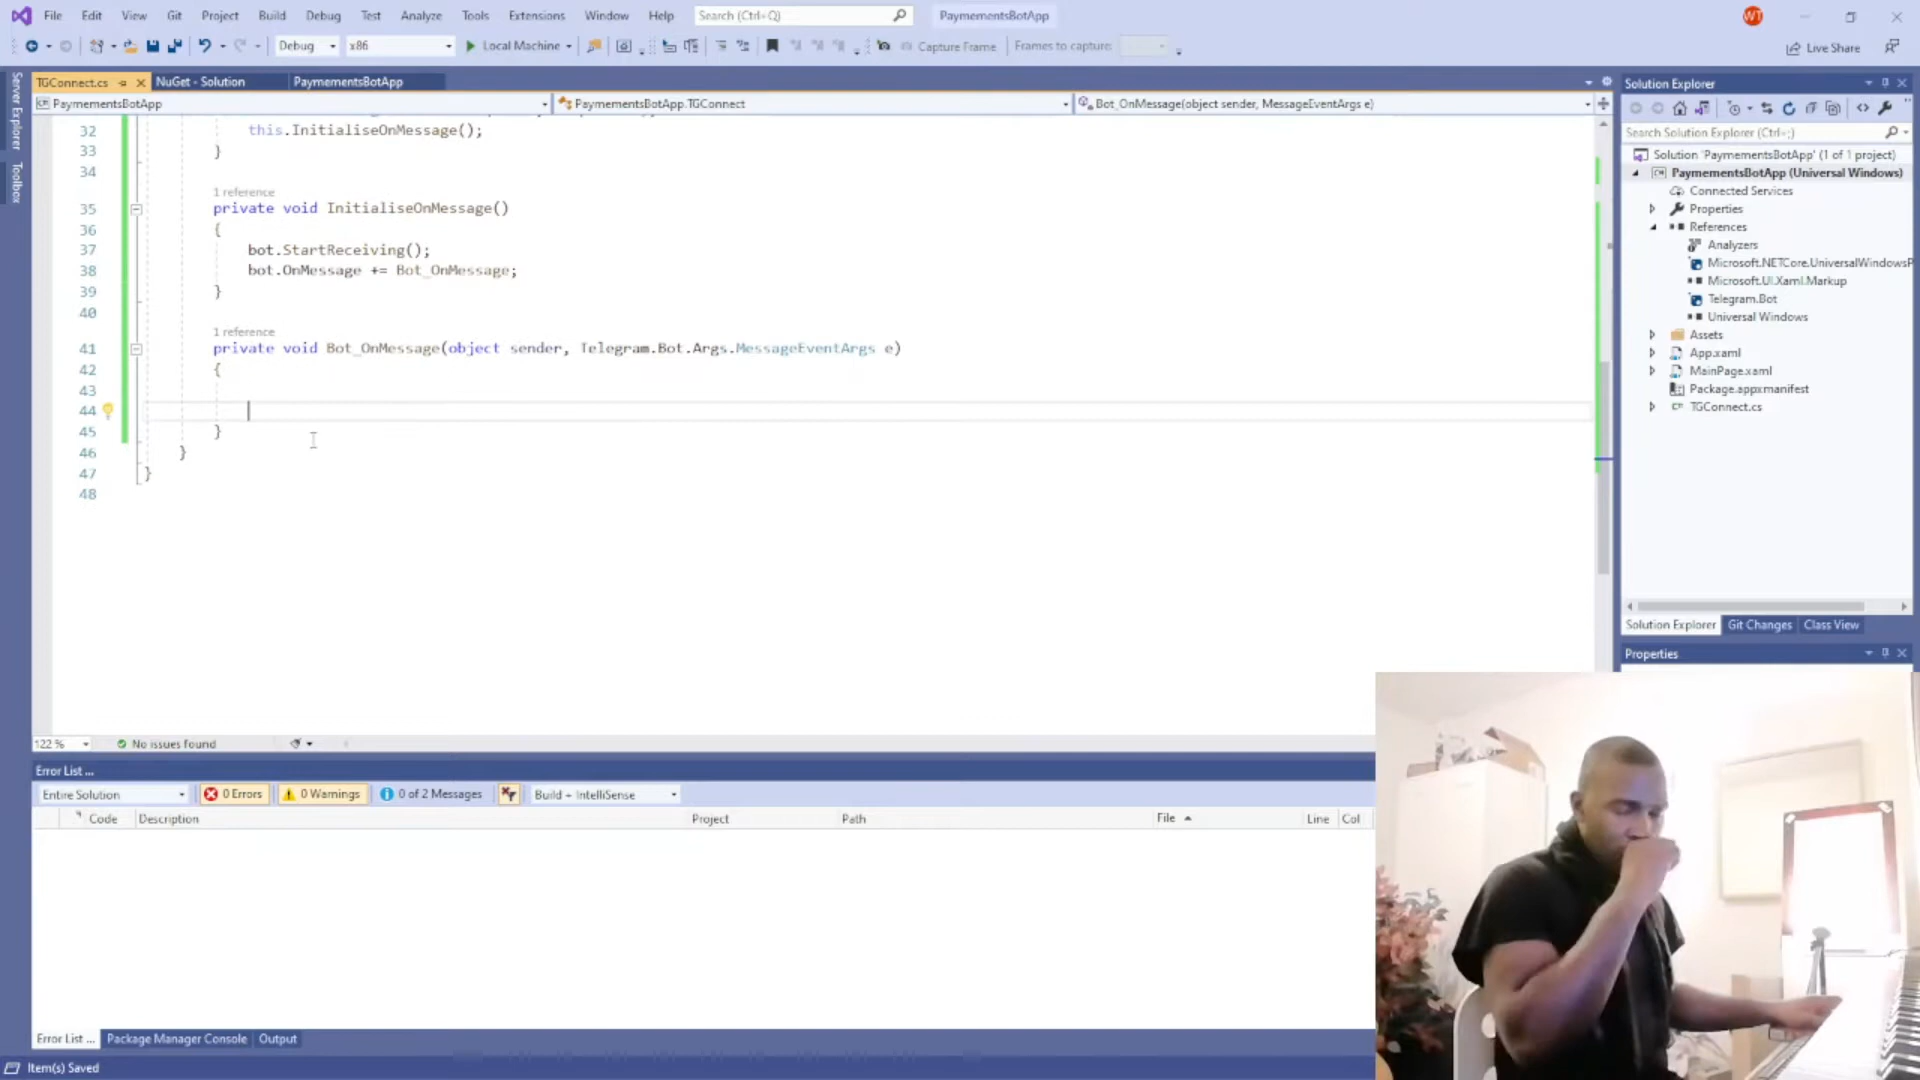 File Edit View Git Project Build Debug Test Analyze Tools Extensions Window Help Search (Ctrl+Q) PaymementsBotApp WT
Debug x86 Local Machine Capture Frame Frames to capture: Live Share
Server Explorer
Toolbox
TGConnect.cs NuGet - Solution PaymementsBotApp
PaymementsBotApp PaymementsBotApp.TGConnect Bot_OnMessage(object sender, MessageEventArgs e)
32 this.InitialiseOnMessage();
33 }
34
1 reference
35 private void InitialiseOnMessage()
36 {
37 bot.StartReceiving();
38 bot.OnMessage += Bot_OnMessage;
39 }
40
1 reference
41 private void Bot_OnMessage(object sender, Telegram.Bot.Args.MessageEventArgs e)
42 {
43
44
45 }
46 }
47 }
48
122 % No issues found
Solution Explorer
Search Solution Explorer (Ctrl+;)
Solution 'PaymementsBotApp' (1 of 1 project)
PaymementsBotApp (Universal Windows)
Connected Services
Properties
References
Analyzers
Microsoft.NETCore.UniversalWindowsP
Microsoft.UI.Xaml.Markup
Telegram.Bot
Universal Windows
Assets
App.xaml
MainPage.xaml
Package.appxmanifest
TGConnect.cs
Solution Explorer Git Changes Class View
Properties
Error List ...
Entire Solution 0 Errors 0 Warnings 0 of 2 Messages Build + IntelliSense
Code Description Project Path File Line Col
Error List ... Package Manager Console Output
Item(s) Saved